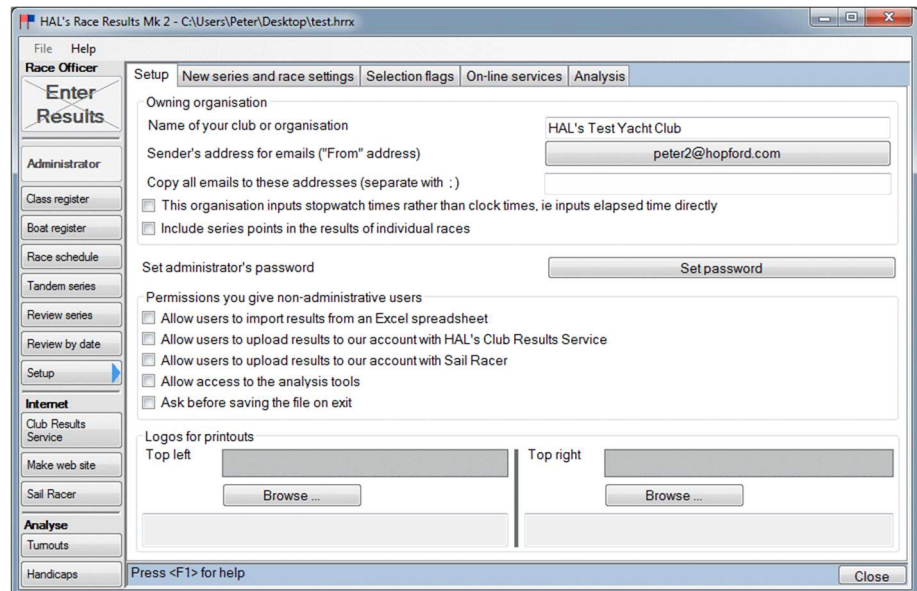 HAL's Race Results Mk 2 - C:\Users\Peter\Desktop\test.hrrx
File Help
Race Officer
Enter
Results
Administrator
Class register
Boat register
Race schedule
Tandem series
Review series
Review by date
Setup
Internet
Club Results
Service
Make web site
Sail Racer
Analyse
Turnouts
Handicaps
Setup New series and race settings Selection flags On-line services Analysis
Owning organisation
Name of your club or organisation HAL's Test Yacht Club
Sender's address for emails ("From" address) peter2@hopford.com
Copy all emails to these addresses (separate with ; )
This organisation inputs stopwatch times rather than clock times, ie inputs elapsed time directly
Include series points in the results of individual races
Set administrator's password Set password
Permissions you give non-administrative users
Allow users to import results from an Excel spreadsheet
Allow users to upload results to our account with HAL's Club Results Service
Allow users to upload results to our account with Sail Racer
Allow access to the analysis tools
Ask before saving the file on exit
Logos for printouts
Top left Top right
Browse ... Browse ...
Press <F1> for help Close